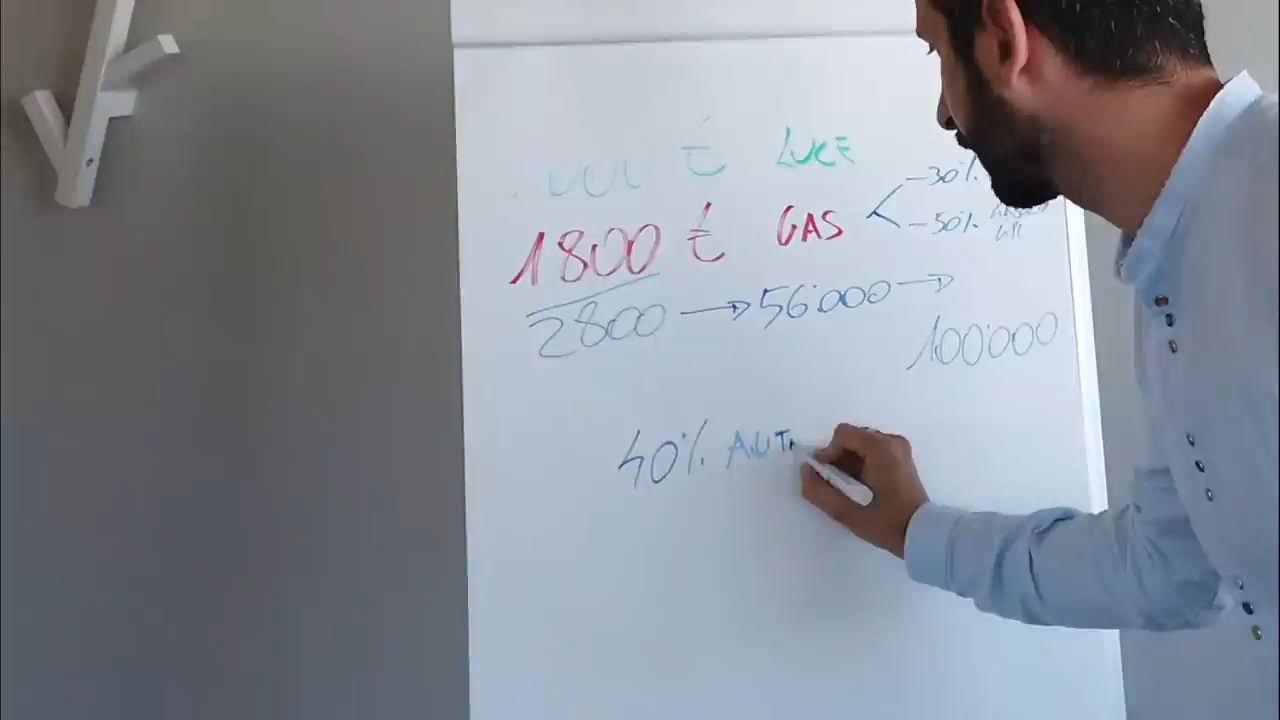 € LUCE
-30%
1800 € GAS
-50%
2800 → 56'000 →
100'000
40% AUT